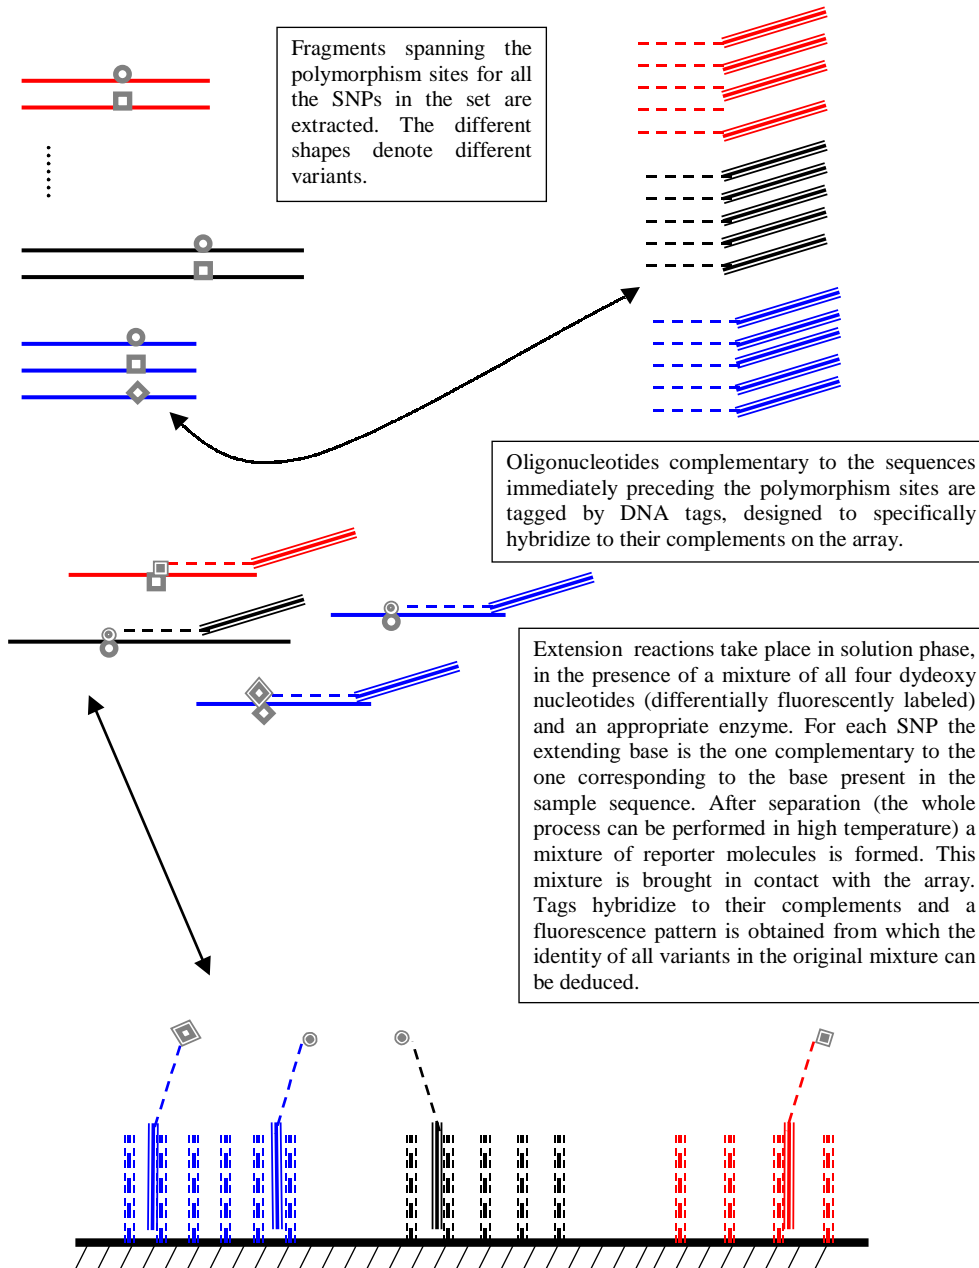 Fragments spanning the
polymorphism sites for all
the SNPs in the set are
extracted. The different
shapes denote different
variants.
Oligonucleotides complementary to the sequences
immediately preceding the polymorphism sites are
tagged by DNA tags, designed to specifically
hybridize to their complements on the array.
Extension reactions take place in solution phase,
in the presence of a mixture of all four dydeoxy
nucleotides (differentially fluorescently labeled)
and an appropriate enzyme. For each SNP the
extending base is the one complementary to the
one corresponding to the base present in the
sample sequence. After separation (the whole
process can be performed in high temperature) a
mixture of reporter molecules is formed. This
mixture is brought in contact with the array.
Tags hybridize to their complements and a
fluorescence pattern is obtained from which the
identity of all variants in the original mixture can
be deduced.